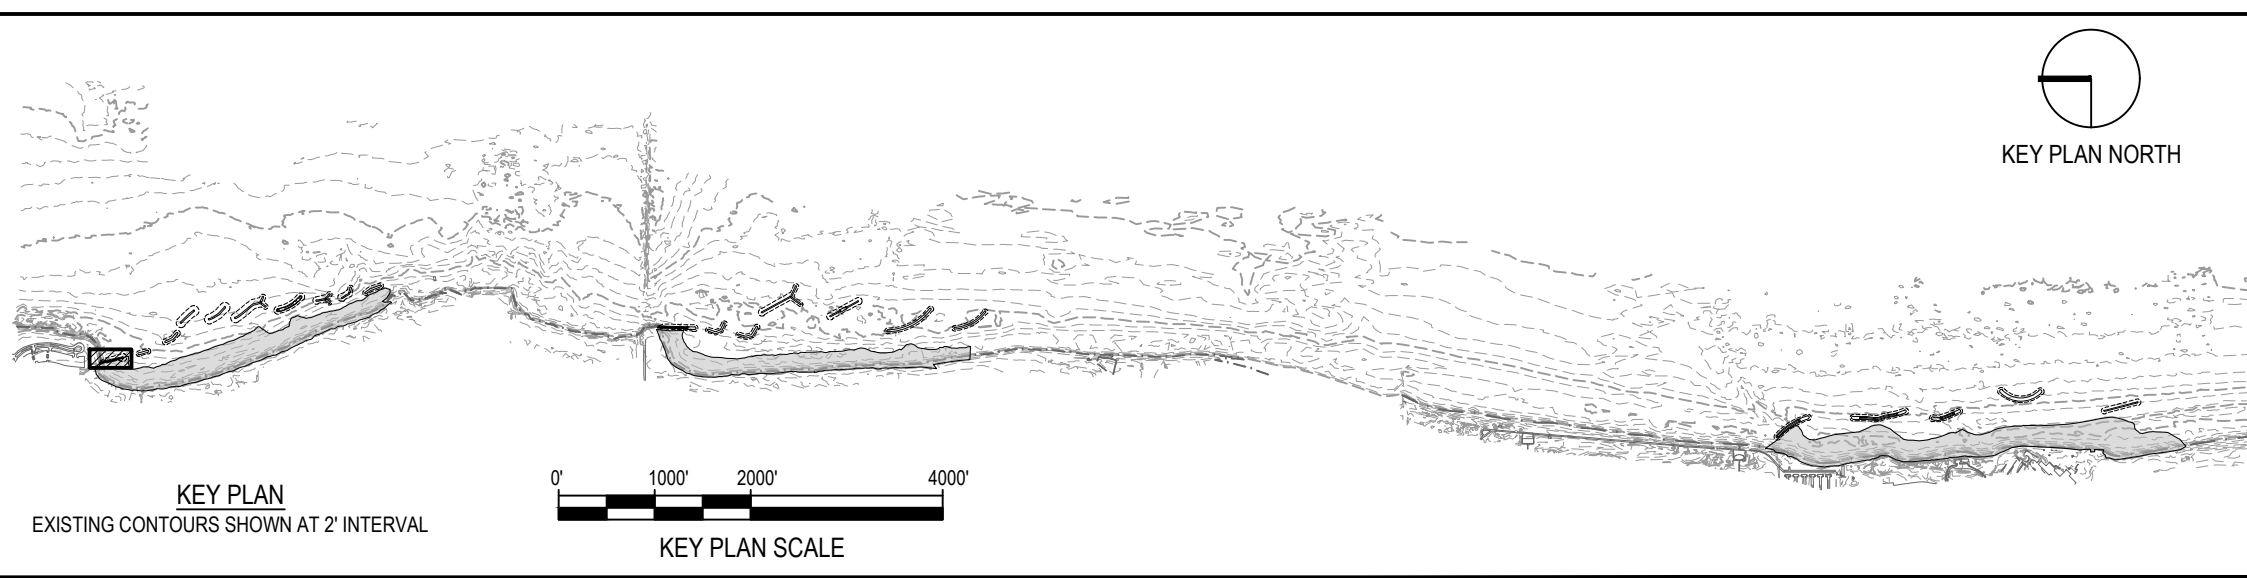 KEY PLAN NORTH
0' 1000' 2000' 4000'
KEY PLAN SCALE
KEY PLAN
EXISTING CONTOURS SHOWN AT 2' INTERVAL